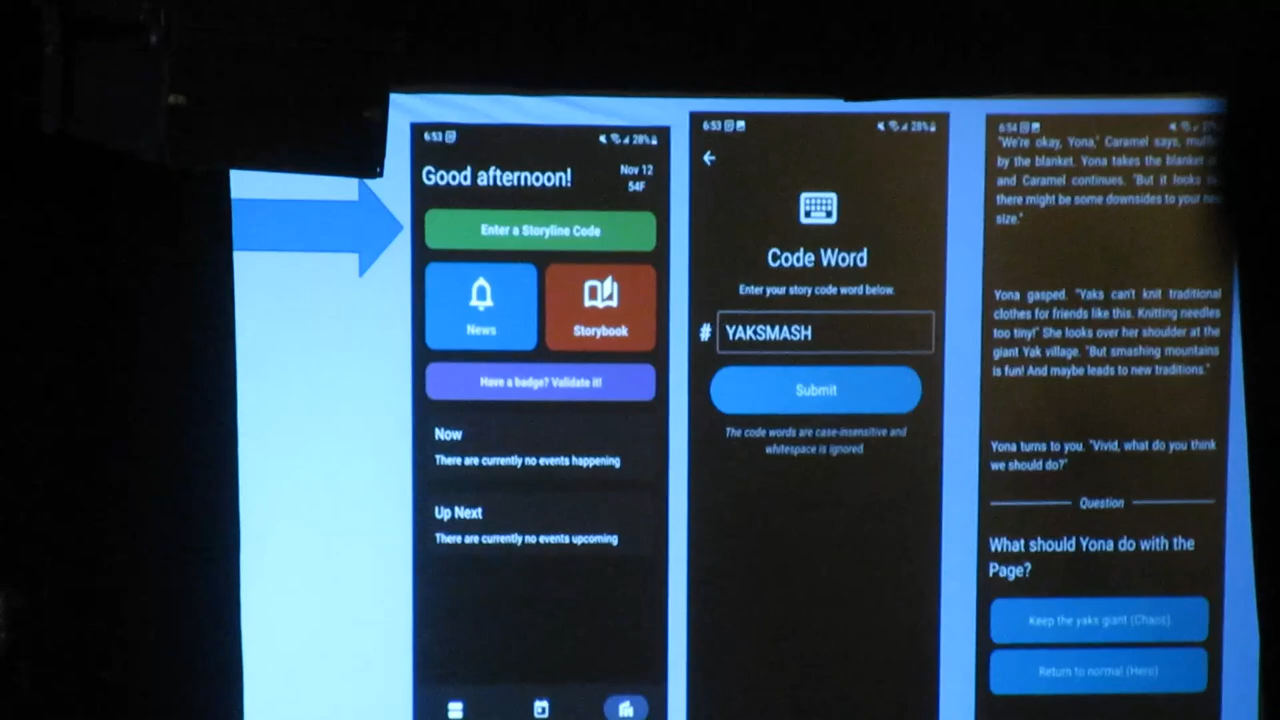 6:53
28%
Good afternoon!
Nov 12
54F
Enter a Storyline Code
News
Storybook
Have a badge? Validate it!
Now
There are currently no events happening
Up Next
There are currently no events upcoming
6:53
28%
Code Word
Enter your story code word below.
# YAKSMASH
Submit
The code words are case-insensitive and
whitespace is ignored
6:54
"We're okay, Yona," Caramel says,
by the blanket. Yona takes the blanket
and Caramel continues. "But it looks
there might be some downsides to your
size."
Yona gasped. "Yaks can't knit traditional
clothes for friends like this. Knitting needles
too tiny!" She looks over her shoulder at the
giant Yak village. "But smashing mountains
is fun! And maybe leads to new traditions."
Yona turns to you. "Vivid, what do you think
we should do?"
Question
What should Yona do with the
Page?
Keep the yaks giant (Chaos)
Return to normal (Hero)